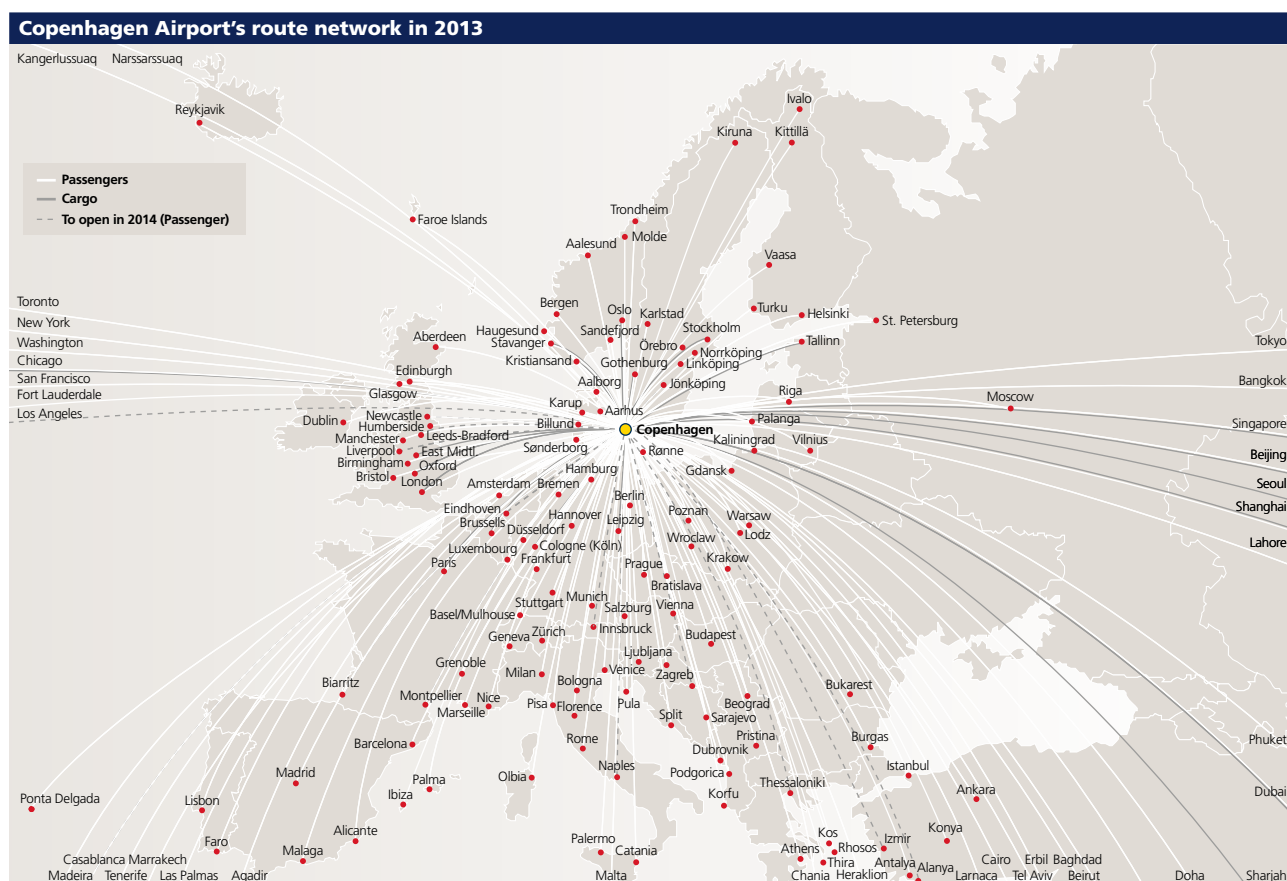 Copenhagen Airport's route network in 2013
Kangerlussuaq
Narssarssuaq
Reykjavik
Ivalo
Kiruna
Kittillä
Passengers
Cargo
To open in 2014 (Passenger)
Faroe Islands
Trondheim
Molde
Aalesund
Vaasa
Toronto
New York
Washington
Chicago
San Francisco
Fort Lauderdale
Los Angeles
Bergen
Oslo
Karlstad
Turku
Helsinki
St. Petersburg
Haugesund
Stavanger
Sandefjord
Stockholm
Aberdeen
Örebro
Norrköping
Tallinn
Tokyo
Kristiansand
Gothenburg
Linköping
Edinburgh
Glasgow
Aalborg
Jönköping
Riga
Moscow
Bangkok
Karup
Aarhus
Dublin
Newcastle
Humberside
Billund
Copenhagen
Palanga
Singapore
Manchester
Leeds-Bradford
Kaliningrad
Vilnius
Liverpool
East Midtl.
Sønderborg
Rønne
Beijing
Birmingham
Oxford
Hamburg
Gdansk
Bristol
London
Amsterdam
Bremen
Seoul
Berlin
Eindhoven
Hannover
Poznan
Warsaw
Shanghai
Brussells
Düsseldorf
Leipzig
Lodz
Luxembourg
Cologne (Köln)
Wroclaw
Lahore
Paris
Frankfurt
Prague
Krakow
Bratislava
Stuttgart
Munich
Salzburg
Vienna
Basel/Mulhouse
Innsbruck
Geneva
Zürich
Budapest
Ljubljana
Grenoble
Milan
Venice
Zagreb
Biarritz
Bologna
Bukarest
Montpellier
Nice
Marseille
Pisa
Florence
Pula
Beograd
Split
Sarajevo
Barcelona
Rome
Pristina
Burgas
Phuket
Dubrovnik
Madrid
Olbia
Naples
Podgorica
Istanbul
Palma
Thessaloniki
Ponta Delgada
Lisbon
Ibiza
Korfu
Ankara
Dubai
Faro
Alicante
Palermo
Kos
Izmir
Konya
Malaga
Catania
Athens
Rhosos
Casablanca
Marrakech
Thira
Antalya
Alanya
Cairo
Erbil
Baghdad
Madeira
Tenerife
Las Palmas
Agadir
Malta
Chania
Heraklion
Larnaca
Tel Aviv
Beirut
Doha
Sharjah